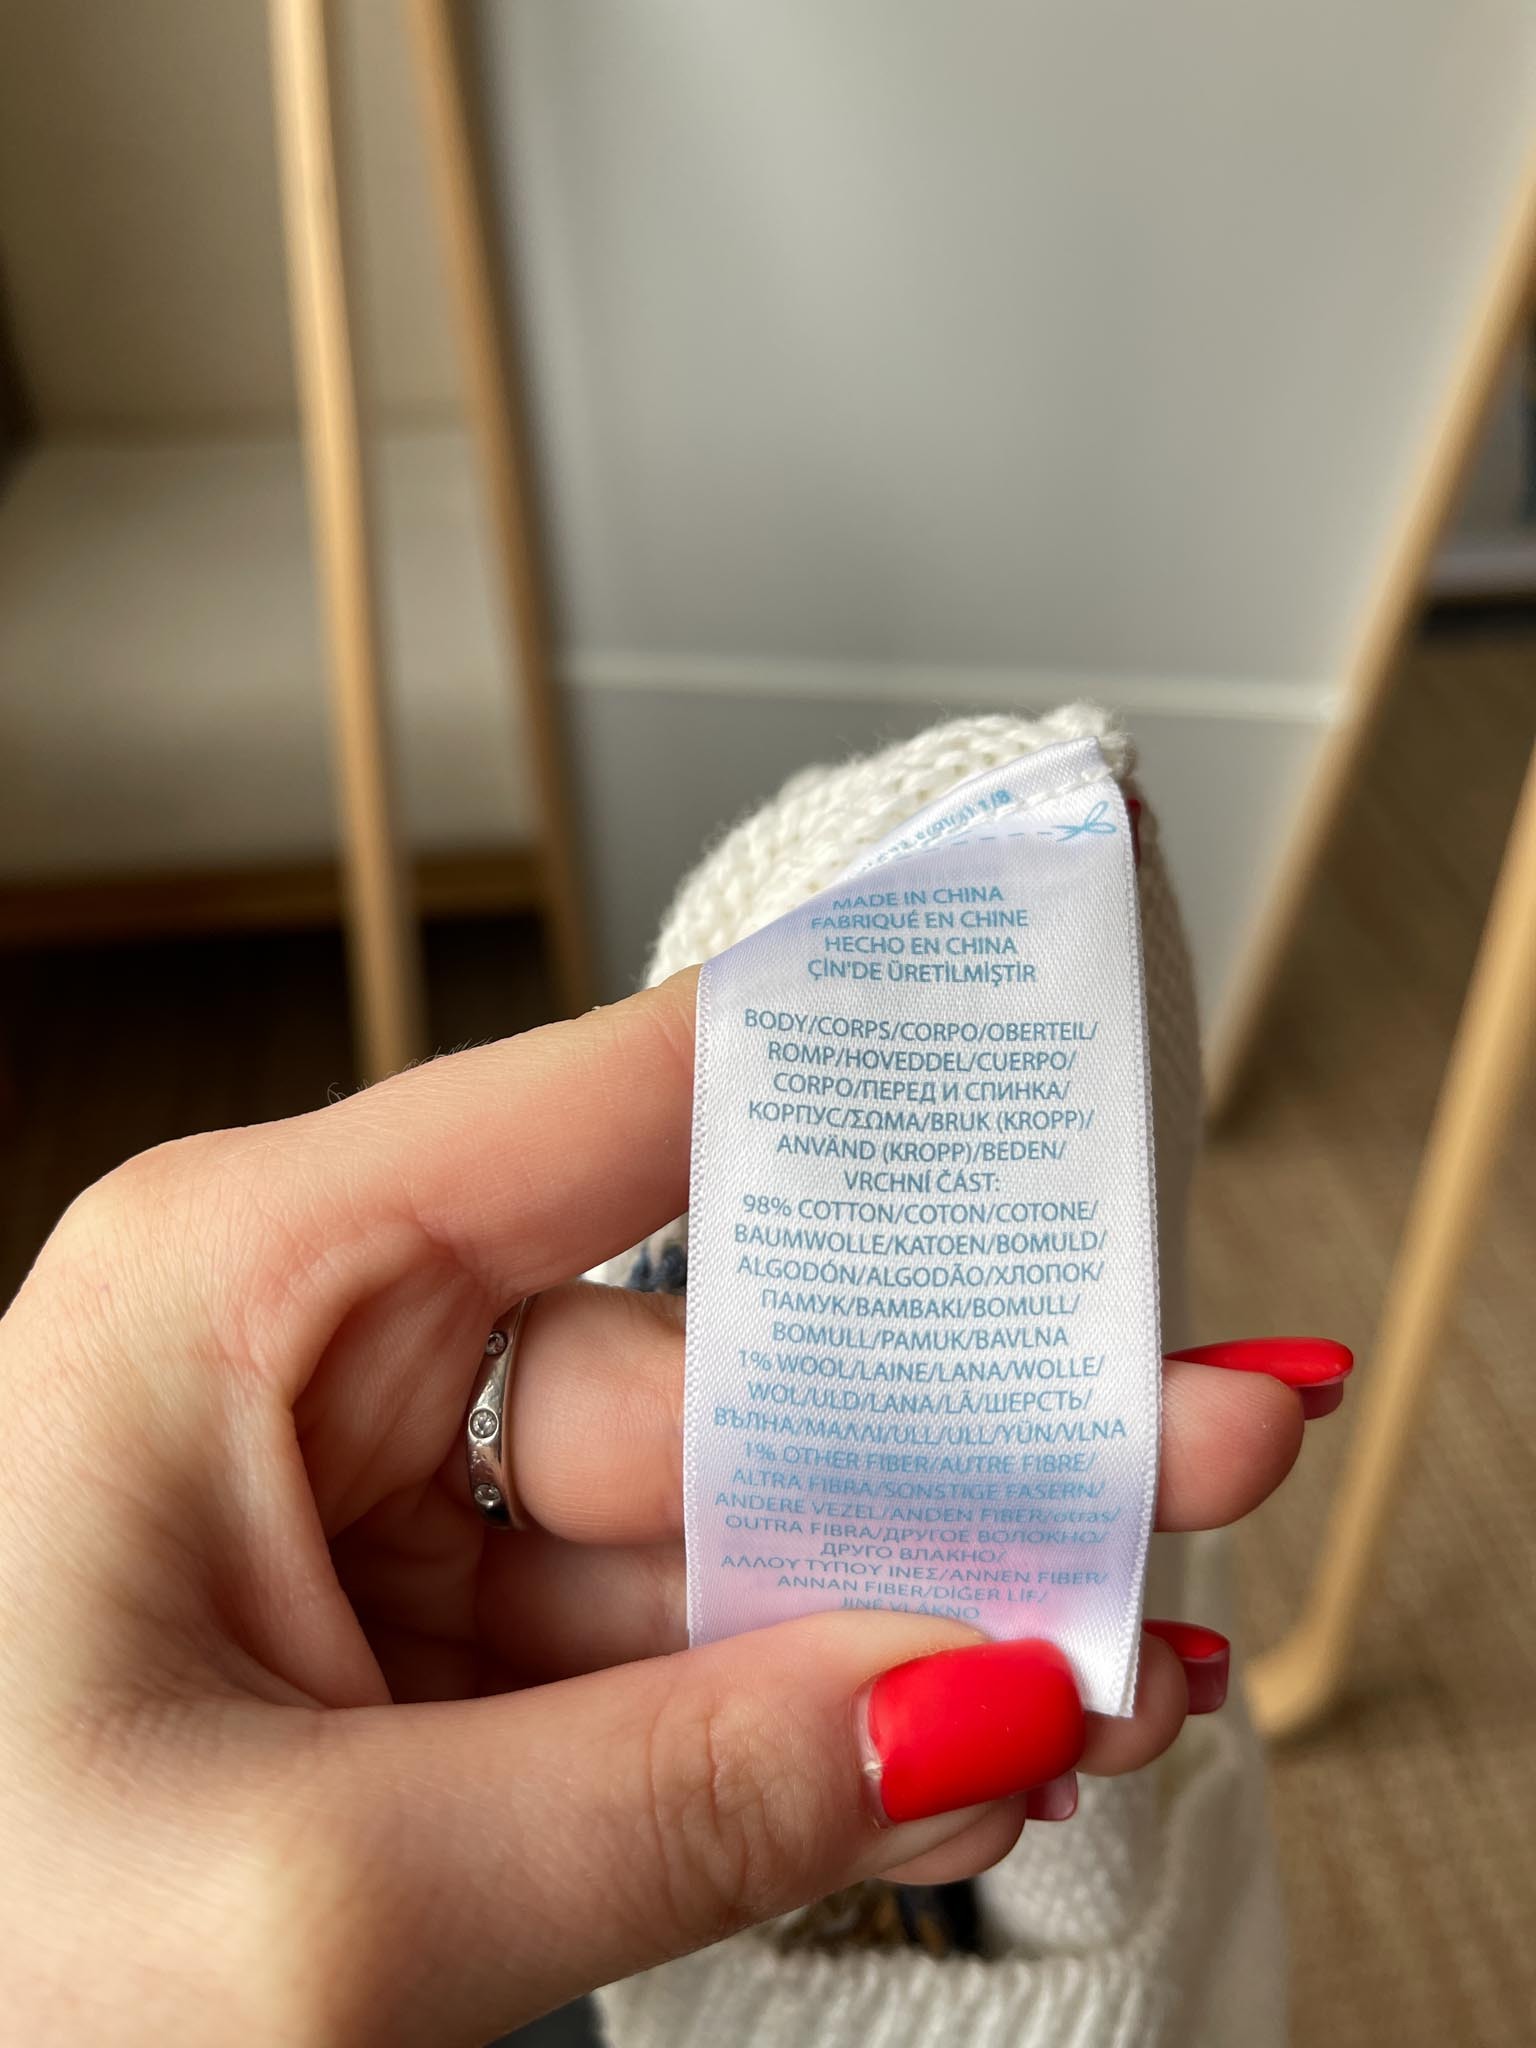 MADE IN CHINA
FABRIQUÉ EN CHINE
HECHO EN CHINA
ÇİN'DE ÜRETİLMİŞTİR
BODY/CORPS/CORPO/OBERTEIL/
ROMP/HOVEDDEL/CUERPO/
CORPO/ПЕРЕД И СПИНКА/
КОРПУС/ΣΩΜΑ/BRUK (KROPP)/
ANVÄND (KROPP)/BEDEN/
VRCHNÍ ČÁST:
98% COTTON/COTON/COTONE/
BAUMWOLLE/KATOEN/BOMULD/
ALGODÓN/ALGODÃO/ХЛОПОК/
ПАМУК/BAMBAKI/BOMULL/
BOMULL/PAMUK/BAVLNA
1% WOOL/LAINE/LANA/WOLLE/
WOL/ULD/LANA/LÃ/ШЕРСТЬ/
ВЪЛНА/ΜΑΛΛΙ/ULL/ULL/YÜN/VLNA
1% OTHER FIBER/AUTRE FIBRE/
ALTRA FIBRA/SONSTIGE FASERN/
ANDERE VEZEL/ANDEN FIBER/otras/
OUTRA FIBRA/ДРУГОЕ ВОЛОКНО/
ДРУГО ВЛАКНО/
ΑΛΛΟΥ ΤΥΠΟΥ ΙΝΕΣ/ANNEN FIBER/
ANNAN FIBER/DİĞER LİF/
JINÉ VLÁKNO